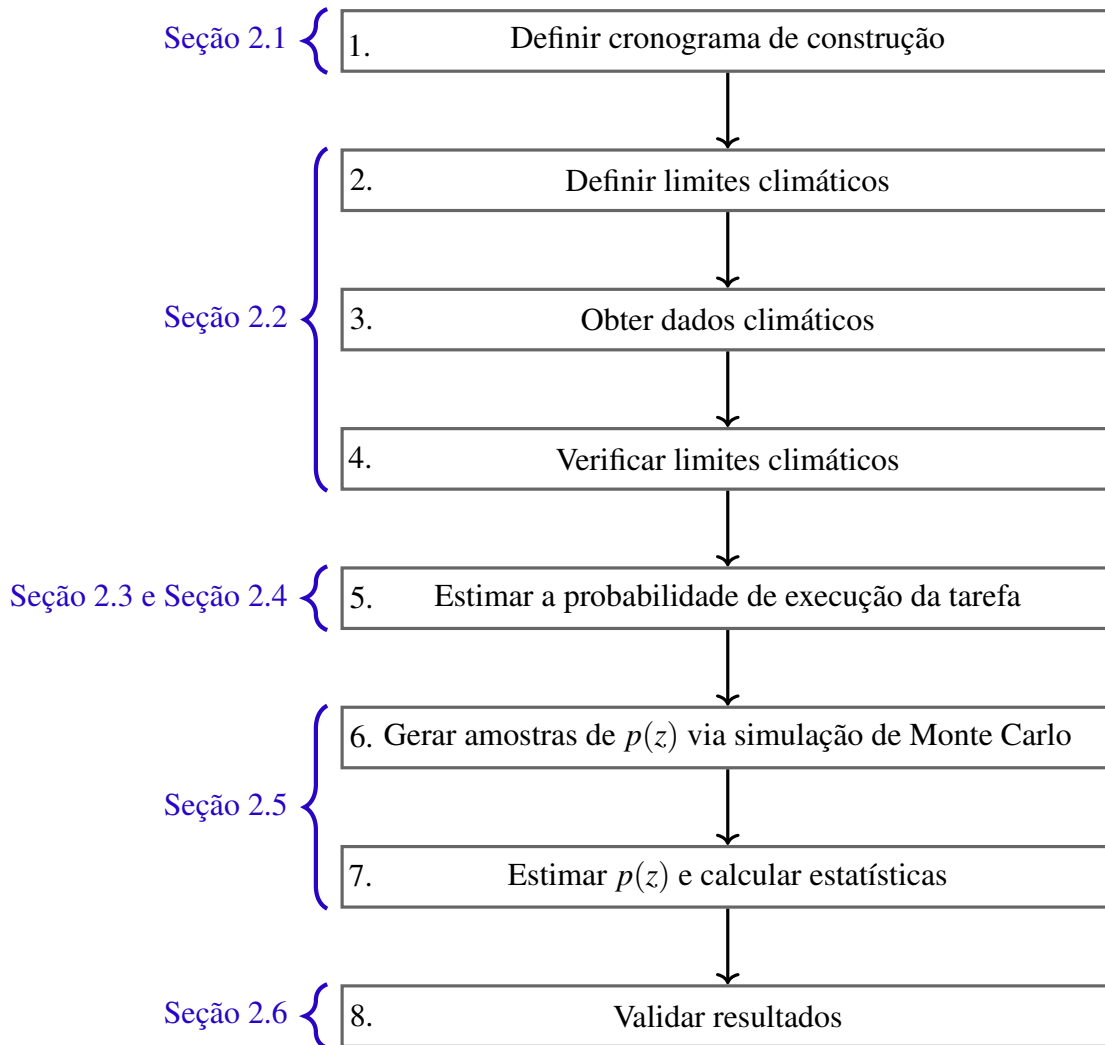 Seção 2.1
1. Definir cronograma de construção
2. Definir limites climáticos
Seção 2.2
3. Obter dados climáticos
4. Verificar limites climáticos
Seção 2.3 e Seção 2.4
5. Estimar a probabilidade de execução da tarefa
6. Gerar amostras de p(z) via simulação de Monte Carlo
Seção 2.5
7. Estimar p(z) e calcular estatísticas
Seção 2.6
8. Validar resultados